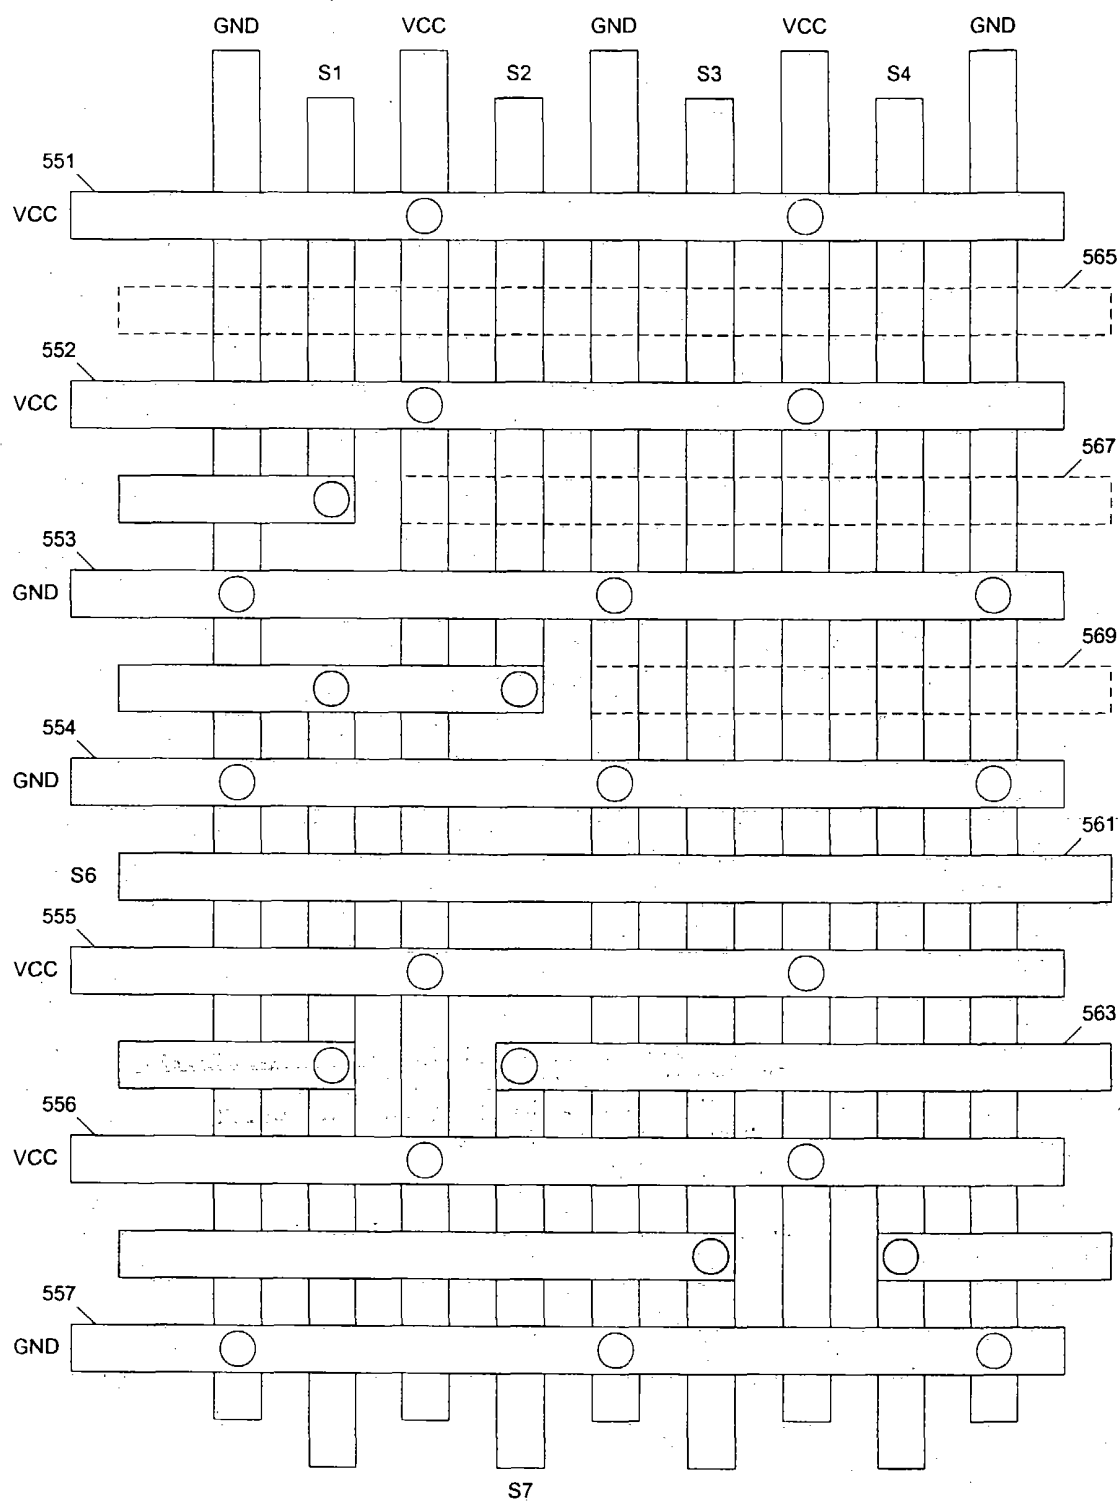 GND VCC GND VCC GND
S1 S2 S3 S4
551
VCC
565
552
VCC
567
553
GND
569
554
GND
561
S6
555
VCC
563
556
VCC
557
GND
S7